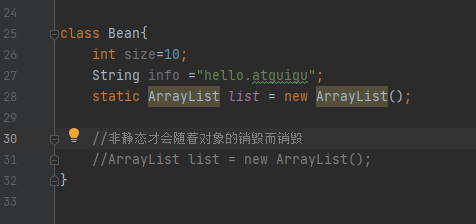 24
25 class Bean{
26 int size=10;
27 String info ="hello.atguigu";
28 static ArrayList list = new ArrayList();
29
30 //非静态才会随着对象的销毁而销毁
31 //ArrayList list = new ArrayList();
32 }
33